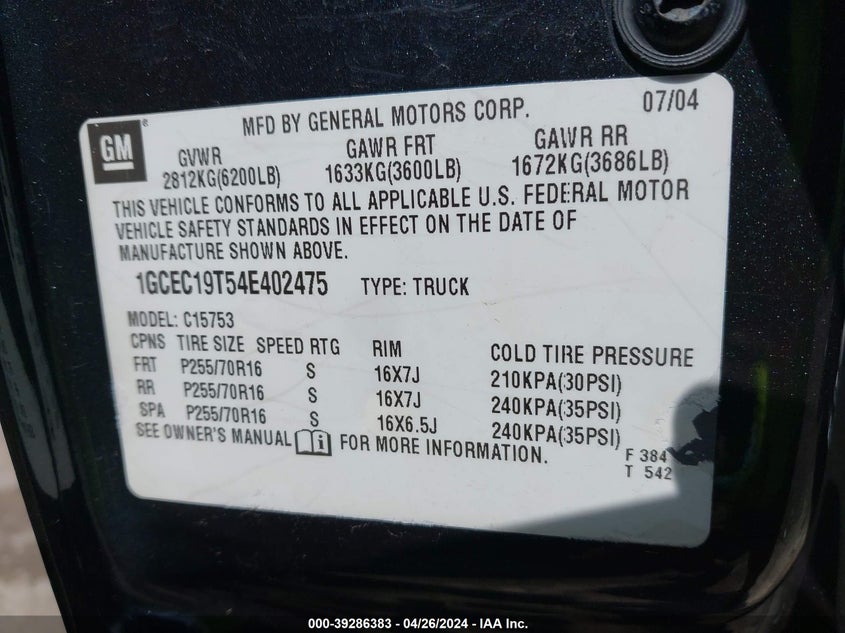 07/04
MFD BY GENERAL MOTORS CORP.
GM®
GVWR GAWR FRT GAWR RR
2812KG(6200LB) 1633KG(3600LB) 1672KG(3686LB)
THIS VEHICLE CONFORMS TO ALL APPLICABLE U.S. FEDERAL MOTOR
VEHICLE SAFETY STANDARDS IN EFFECT ON THE DATE OF
MANUFACTURE SHOWN ABOVE.
1GCEC19T54E402475 TYPE: TRUCK
MODEL: C15753
CPNS TIRE SIZE SPEED RTG RIM COLD TIRE PRESSURE
FRT P255/70R16 S 16X7J 210KPA(30PSI)
RR P255/70R16 S 16X7J 240KPA(35PSI)
SPA P255/70R16 S 16X6.5J 240KPA(35PSI)
SEE OWNER'S MANUAL i FOR MORE INFORMATION.
F 384
T 542
000-39286383 - 04/26/2024 - IAA Inc.